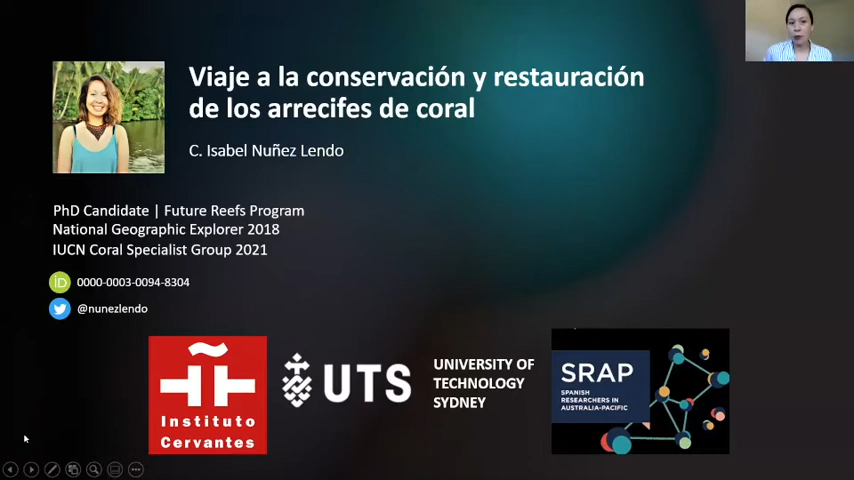 Viaje a la conservación y restauración
de los arrecifes de coral
C. Isabel Nuñez Lendo
PhD Candidate | Future Reefs Program
National Geographic Explorer 2018
IUCN Coral Specialist Group 2021
iD 0000-0003-0094-8304
@nunezlendo
Instituto
Cervantes
UTS
UNIVERSITY OF
TECHNOLOGY
SYDNEY
SRAP
SPANISH
RESEARCHERS IN
AUSTRALIA-PACIFIC